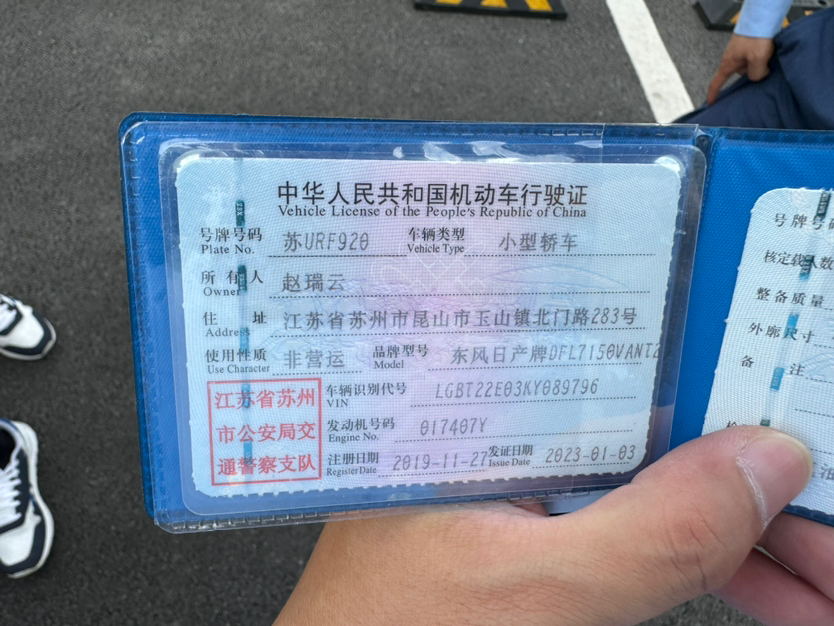 中华人民共和国机动车行驶证
Vehicle License of the People's Republic of China
号牌号码 苏URF920 车辆类型 小型轿车
Plate No. Vehicle Type
所有人 赵瑞云
Owner
住址 江苏省苏州市昆山市玉山镇北门路283号
Address
使用性质 非营运 品牌型号 东风日产牌DFL7150VANT2
Use Character Model
江苏省苏州
市公安局交
通警察支队
车辆识别代号 LGBT22E03KY089796
VIN
发动机号码 017407Y
Engine No.
注册日期 2019-11-27 发证日期 2023-01-03
Register Date Issue Date
号牌号
核定载人数
整备质量
外廓尺寸
备注